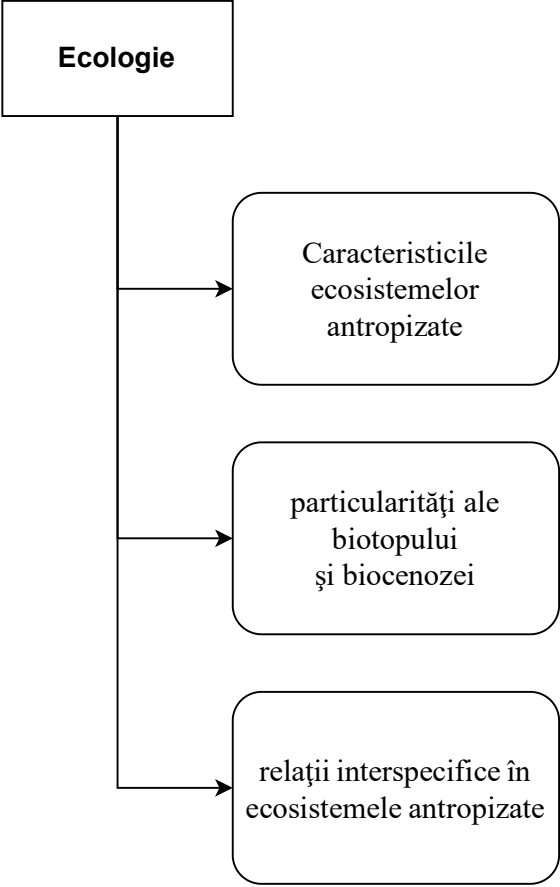 Ecologie
Caracteristicile
ecosistemelor
antropizate
particularităţi ale
biotopului
şi biocenozei
relaţii interspecifice în
ecosistemele antropizate